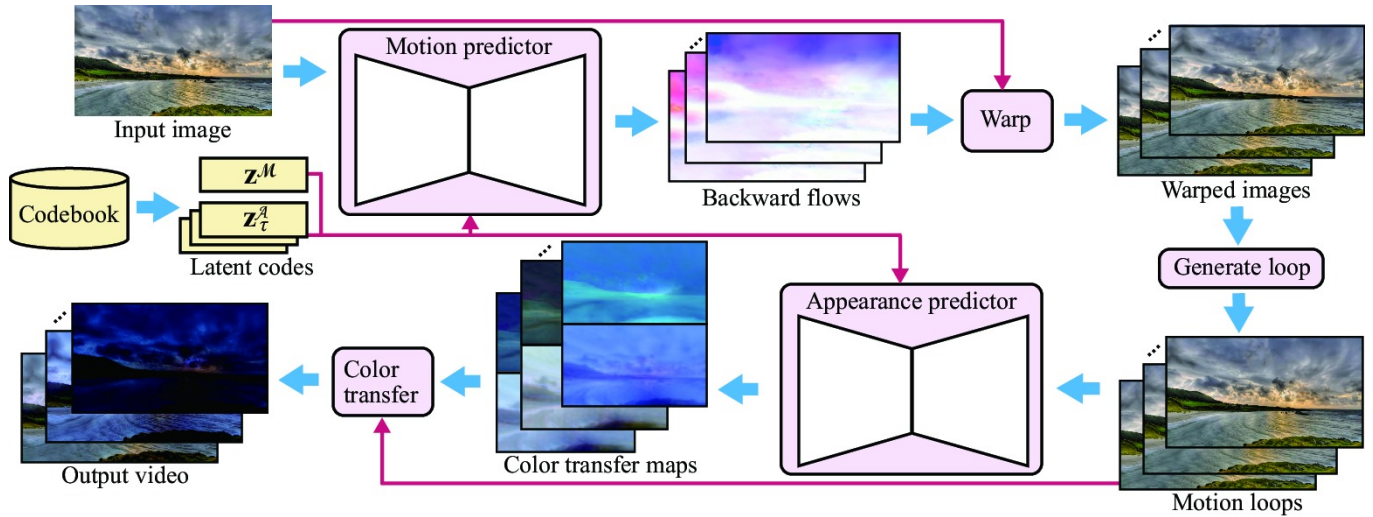 Input image
Motion predictor
Backward flows
Warp
Warped images
Codebook
𝐳^ℳ
𝐳_τ^𝒜
Latent codes
Generate loop
Appearance predictor
Motion loops
Color transfer maps
Color
transfer
Output video